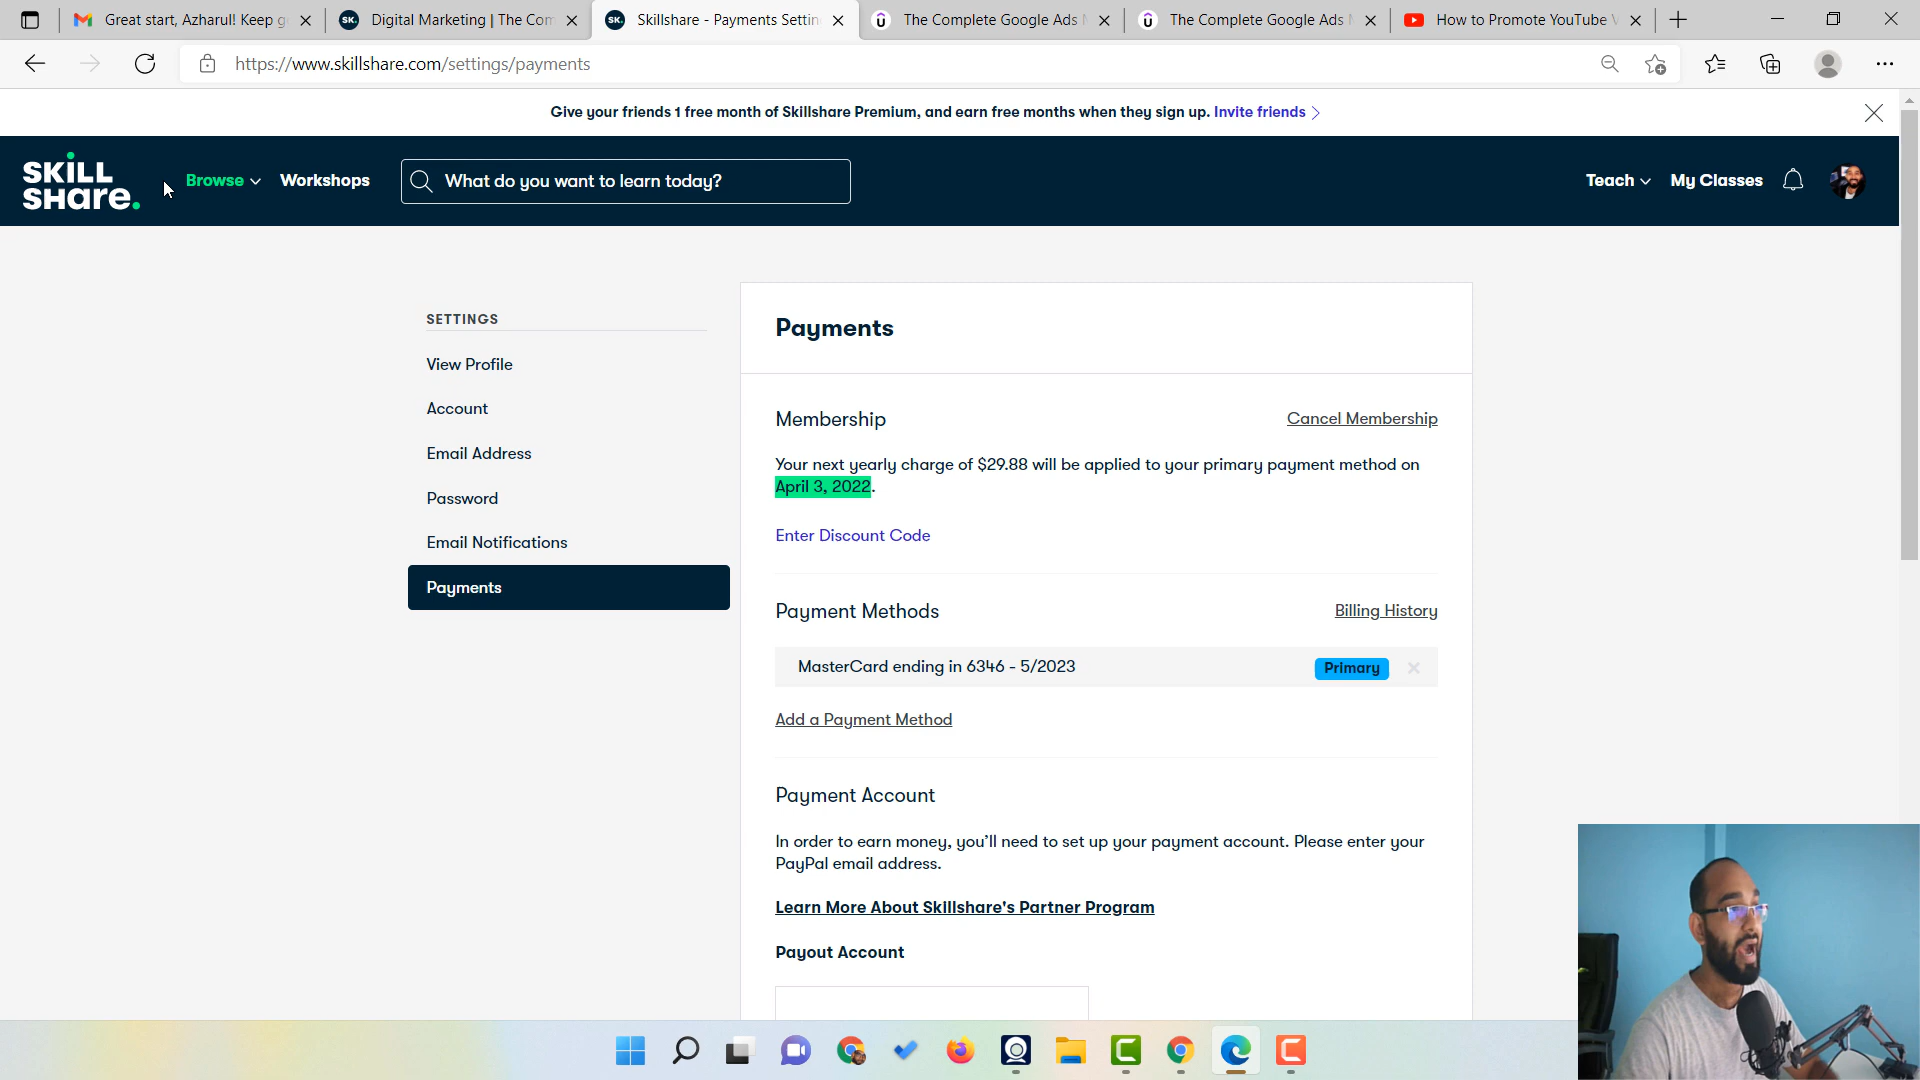 Great start, Azharul! Keep g
Digital Marketing | The Com
Skillshare - Payments Settin
The Complete Google Ads M
The Complete Google Ads M
How to Promote YouTube V
https://www.skillshare.com/settings/payments
Give your friends 1 free month of Skillshare Premium, and earn free months when they sign up. Invite friends
SKILL
SHARE.
Browse
Workshops
What do you want to learn today?
Teach
My Classes
SETTINGS
View Profile
Account
Email Address
Password
Email Notifications
Payments
Payments
Membership
Cancel Membership
Your next yearly charge of $29.88 will be applied to your primary payment method on
April 3, 2022.
Enter Discount Code
Payment Methods
Billing History
MasterCard ending in 6346 - 5/2023
Primary
Add a Payment Method
Payment Account
In order to earn money, you'll need to set up your payment account. Please enter your
PayPal email address.
Learn More About Skillshare's Partner Program
Payout Account